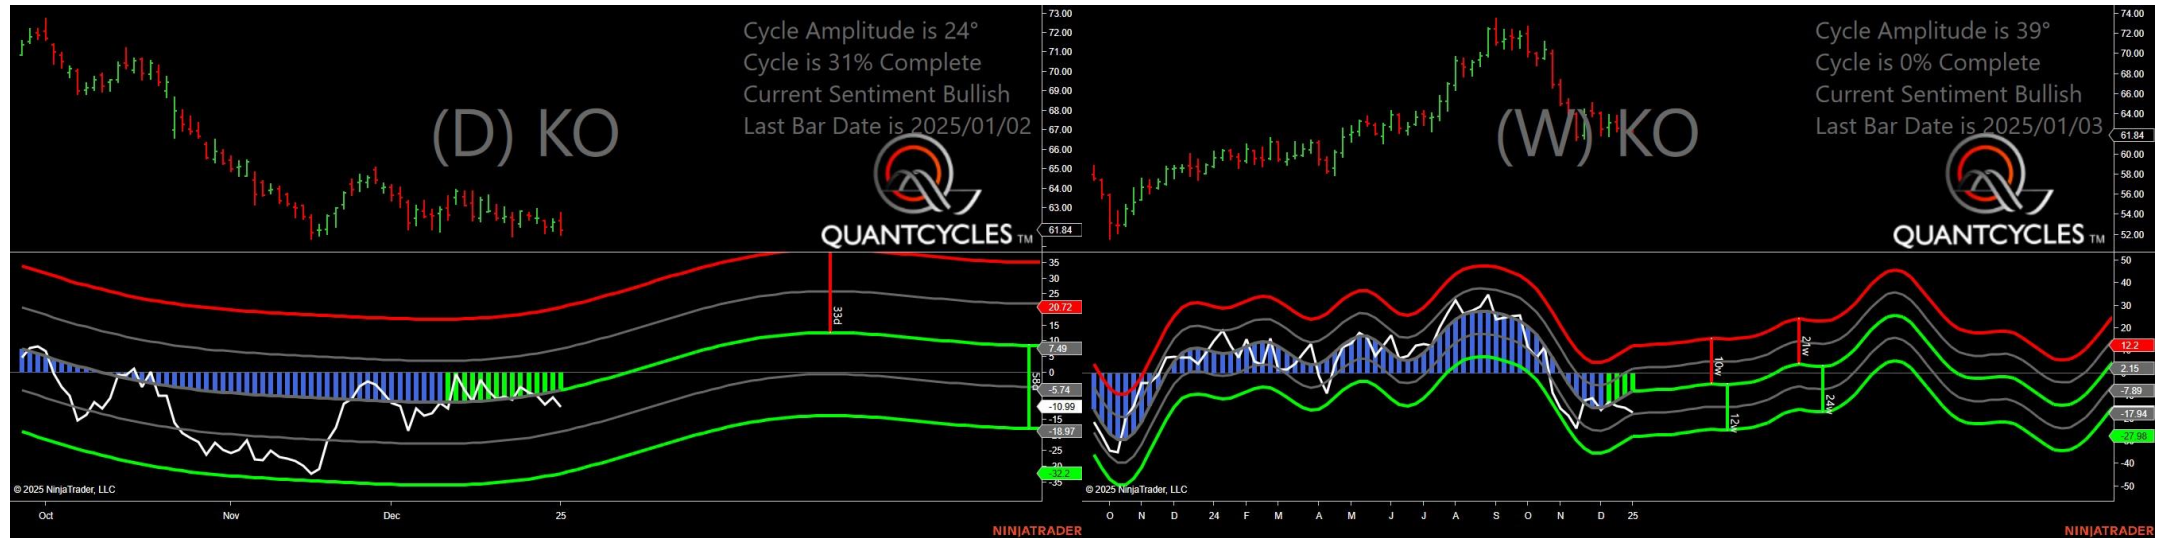 Cycle Amplitude is 24°
Cycle is 31% Complete
Current Sentiment Bullish
Last Bar Date is 2025/01/02
(D) KO
QUANTCYCLES TM
73.00
72.00
71.00
70.00
69.00
68.00
67.00
66.00
65.00
64.00
63.00
61.84
35
30
25
20.72
15
10
7.49
5
0
-5.74
-10.99
-15
-18.97
-25
-30
-32.2
-35
33d
58d
© 2025 NinjaTrader, LLC
Oct
Nov
Dec
25
NINJATRADER
Cycle Amplitude is 39°
Cycle is 0% Complete
Current Sentiment Bullish
Last Bar Date is 2025/01/03
(W) KO
QUANTCYCLES TM
74.00
72.00
70.00
68.00
66.00
64.00
61.84
60.00
58.00
56.00
54.00
52.00
50
40
30
20
12.2
2.15
-7.89
-17.94
-27.98
-40
-50
10w
12w
21w
24w
© 2025 NinjaTrader, LLC
O
N
D
24
F
M
A
M
J
J
A
S
O
N
D
25
NINJATRADER